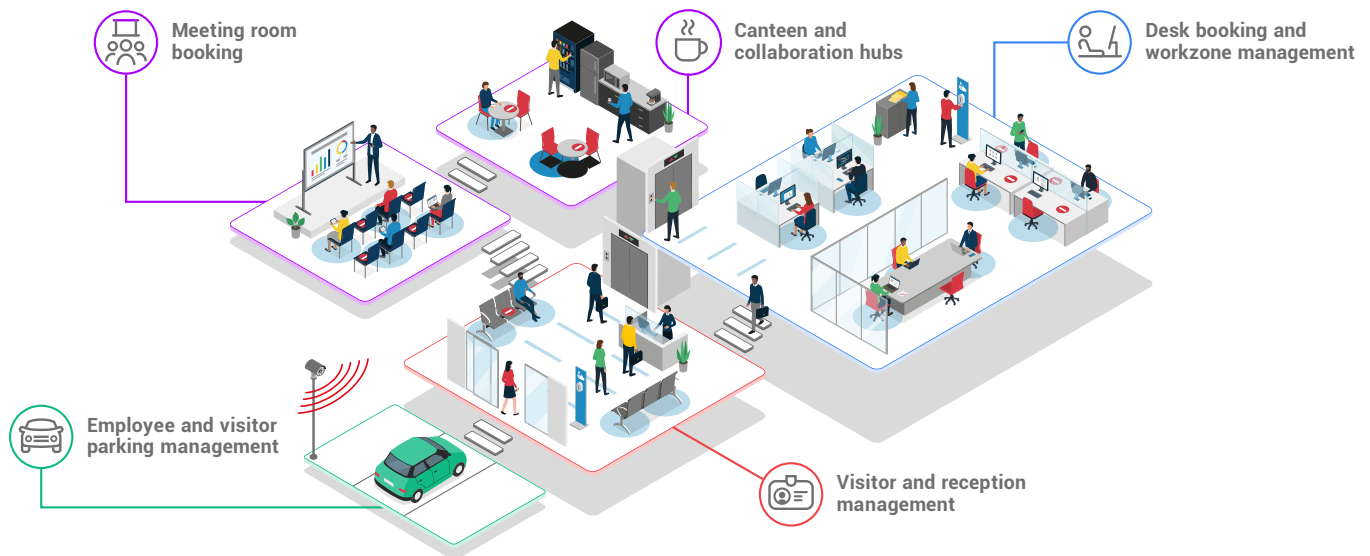 Meeting room
booking
Canteen and
collaboration hubs
Desk booking and
workzone management
Employee and visitor
parking management
Visitor and reception
management